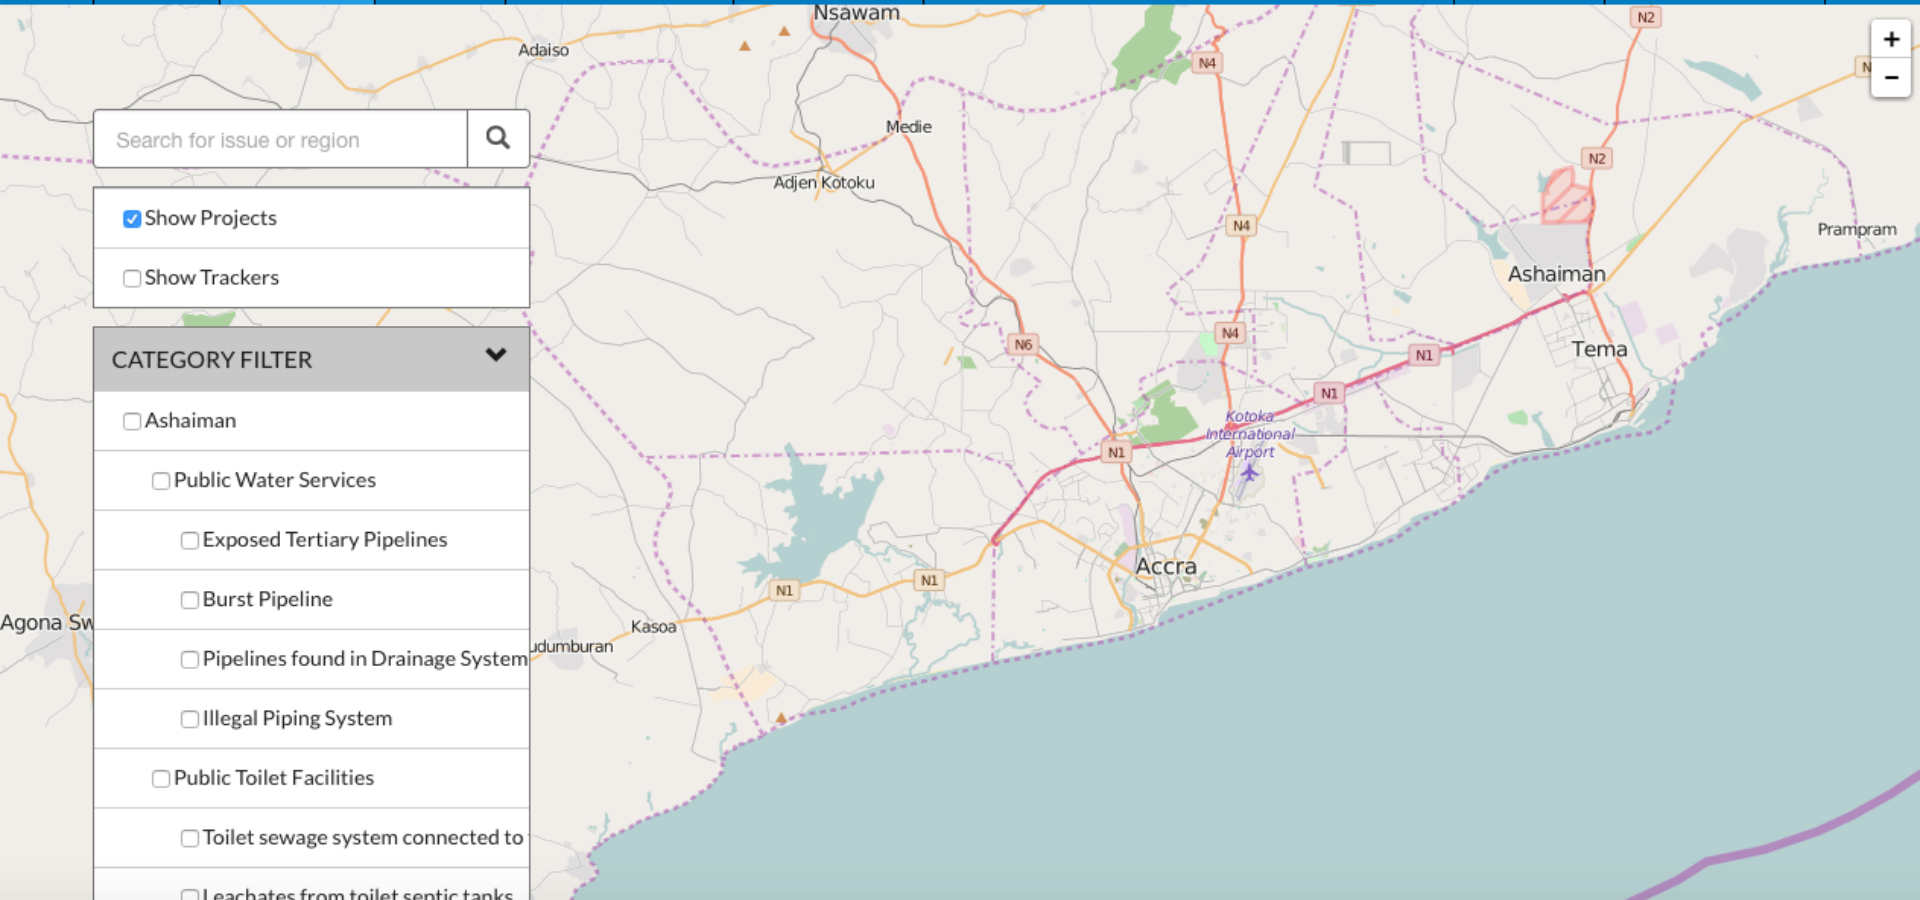 Nsawam
N2
Adaiso
+
N4
N
−
Medie
Search for issue or region
N2
Adjen Kotoku
Show Projects
N4
Prampram
Show Trackers
Ashaiman
N4
N6
Tema
CATEGORY FILTER
N1
N1
Ashaiman
Kotoka
International
Airport
N1
Public Water Services
Exposed Tertiary Pipelines
Accra
N1
N1
Burst Pipeline
Agona Sw
Kasoa
udumburan
Pipelines found in Drainage System
Illegal Piping System
Public Toilet Facilities
Toilet sewage system connected to
Leachates from toilet septic tanks